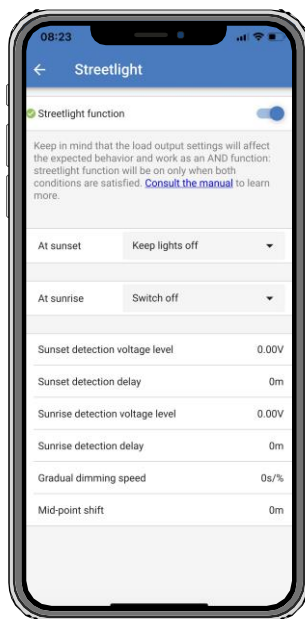 08:23
Streetlight
Streetlight function
Keep in mind that the load output settings will affect
the expected behavior and work as an AND function:
streetlight function will be on only when both
conditions are satisfied. Consult the manual to learn
more.
At sunset Keep lights off
At sunrise Switch off
Sunset detection voltage level 0.00V
Sunset detection delay 0m
Sunrise detection voltage level 0.00V
Sunrise detection delay 0m
Gradual dimming speed 0s/%
Mid-point shift 0m